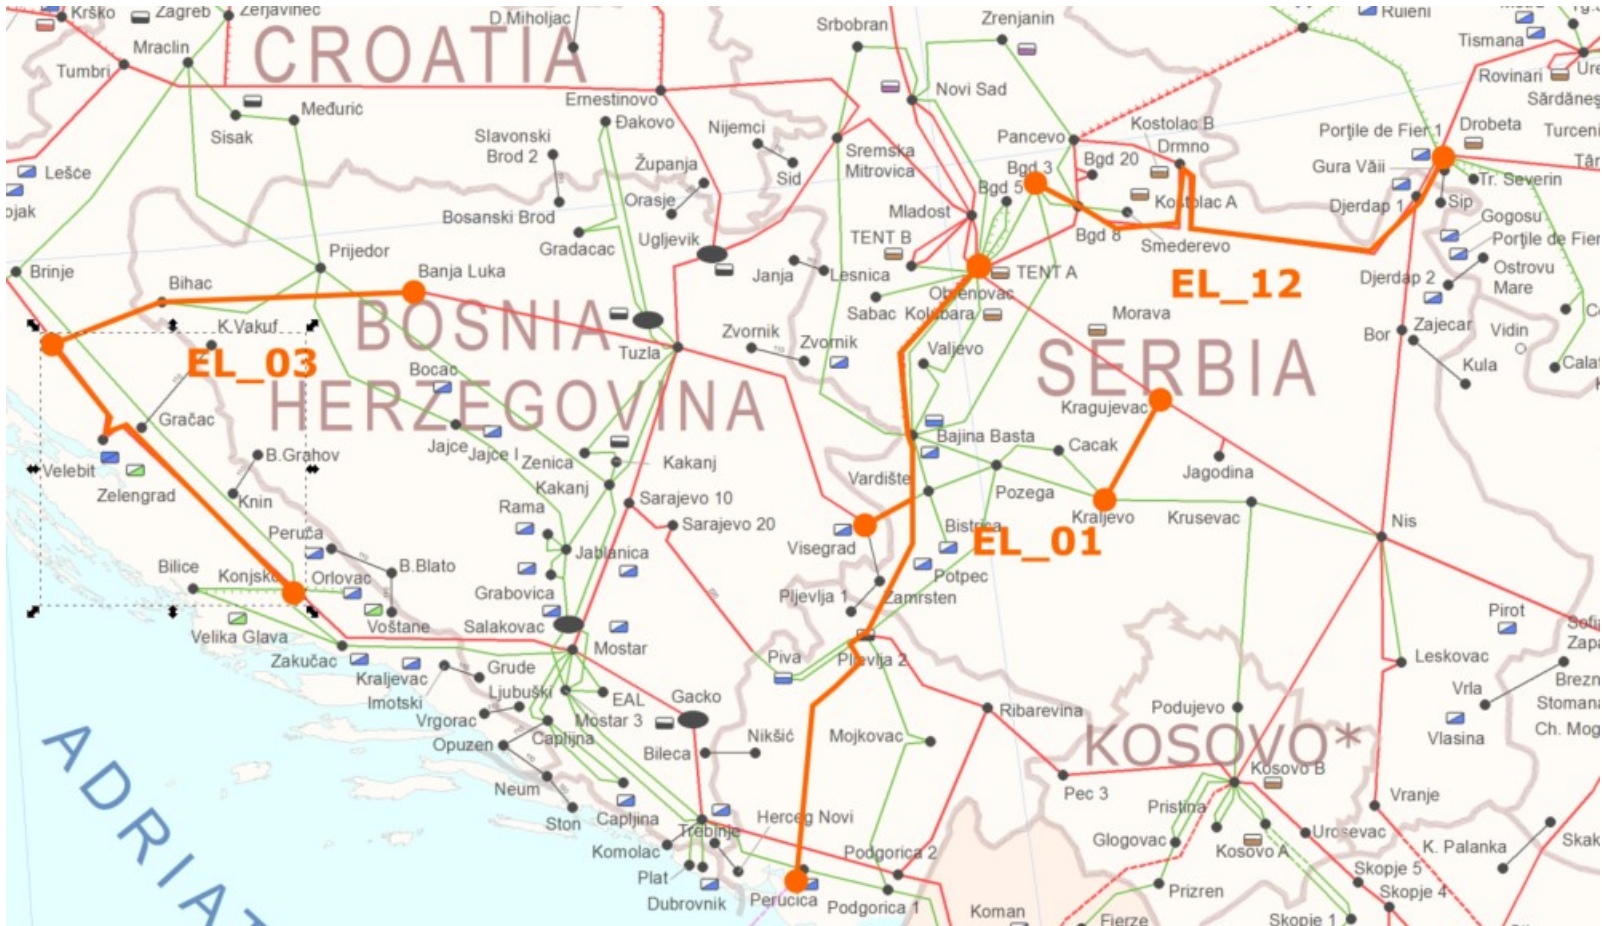 Krško
Zagreb
Zerjavinec
D.Miholjac
Srbobran
Zrenjanin
Ruieni
Mraclin
CROATIA
Tismana
Tumbri
Rovinari
Ernestinovo
Novi Sad
Sisak
Međurić
Đakovo
Nijemci
Pancevo
Kostolac B
Porţile de Fier 1
Drobeta
Turceni
Slavonski
Brod 2
Županja
Sid
Sremska
Mitrovica
Bgd 20
Drmno
Gura Văii
Lešće
Bgd 3
Bgd 5
Tr. Severin
Orasje
Kostolac A
Djerdap 1
Sip
Bosanski Brod
Mladost
Gogosu
Gradacac
Ugljevik
TENT B
Bgd 8
Smederevo
Porţile de Fier
Prijedor
Brinje
Bihac
Banja Luka
Janja
Lesnica
TENT A
Djerdap 2
Ostrovu
Mare
EL_12
Obrenovac
Sabac
Kolubara
Morava
K.Vakuf
BOSNIA
Zvornik
Zvornik
Bor
Zajecar
Vidin
Tuzla
Valjevo
SERBIA
Kula
EL_03
Bocac
HERZEGOVINA
Kragujevac
Gračac
Jajce
Jajce I
Bajina Basta
Cacak
B.Grahov
Zenica
Kakanj
Jagodina
Velebit
Zelengrad
Kakanj
Vardište
Pozega
Knin
Rama
Sarajevo 10
Kraljevo
Krusevac
Nis
Peruča
Sarajevo 20
Bistrica
Visegrad
EL_01
Jablanica
Bilice
Konjsko
Orlovac
B.Blato
Potpec
Grabovica
Pljevlja 1
Zamrsten
Pirot
Velika Glava
Voštane
Salakovac
Zakučac
Mostar
Piva
Pljevlja 2
Leskovac
Kraljevac
Grude
Vrla
Imotski
Ljubuški
EAL
Gacko
Ribarevina
Podujevo
Vrgorac
Mostar 3
Nikšić
Mojkovac
Vlasina
Opuzen
Capljina
Bileca
KOSOVO*
Kosovo B
Neum
Pec 3
Vranje
Ston
Capljina
Herceg Novi
Pristina
ADRIAT
Trebinje
Glogovac
Urosevac
K. Palanka
Komolac
Podgorica 2
Kosovo A
Plat
Skopje 5
Dubrovnik
Perucica
Podgorica 1
Prizren
Skopje 4
Koman
Fierze
Skopje 1